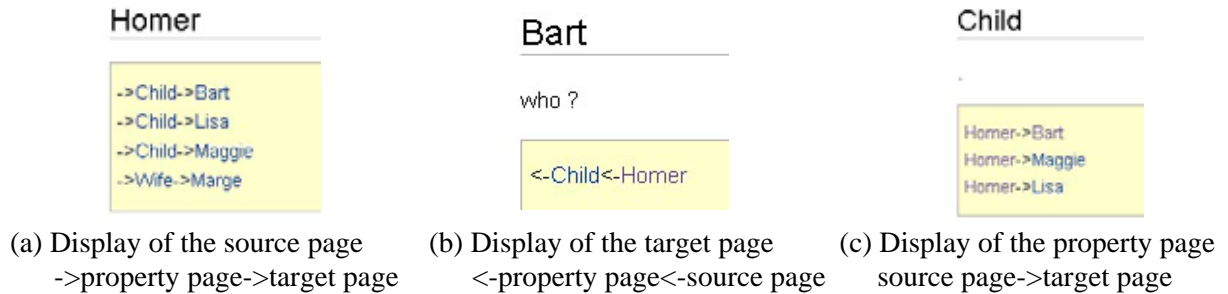 Homer
->Child->Bart
->Child->Lisa
->Child->Maggie
->Wife->Marge
(a) Display of the source page
->property page->target page
Bart
who ?
<-Child<-Homer
(b) Display of the target page
<-property page<-source page
Child
.
Homer->Bart
Homer->Maggie
Homer->Lisa
(c) Display of the property page
source page->target page